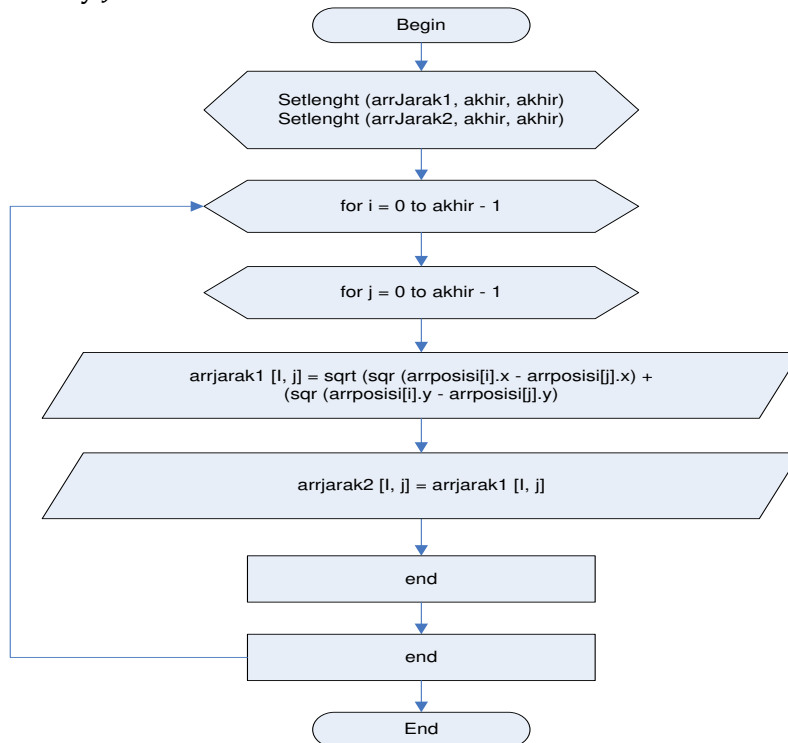 Begin
Setlenght (arrJarak1, akhir, akhir)
Setlenght (arrJarak2, akhir, akhir)
for i = 0 to akhir - 1
for j = 0 to akhir - 1
arrjarak1 [I, j] = sqrt (sqr (arrposisi[i].x - arrposisi[j].x) +
(sqr (arrposisi[i].y - arrposisi[j].y)
arrjarak2 [I, j] = arrjarak1 [I, j]
end
end
End